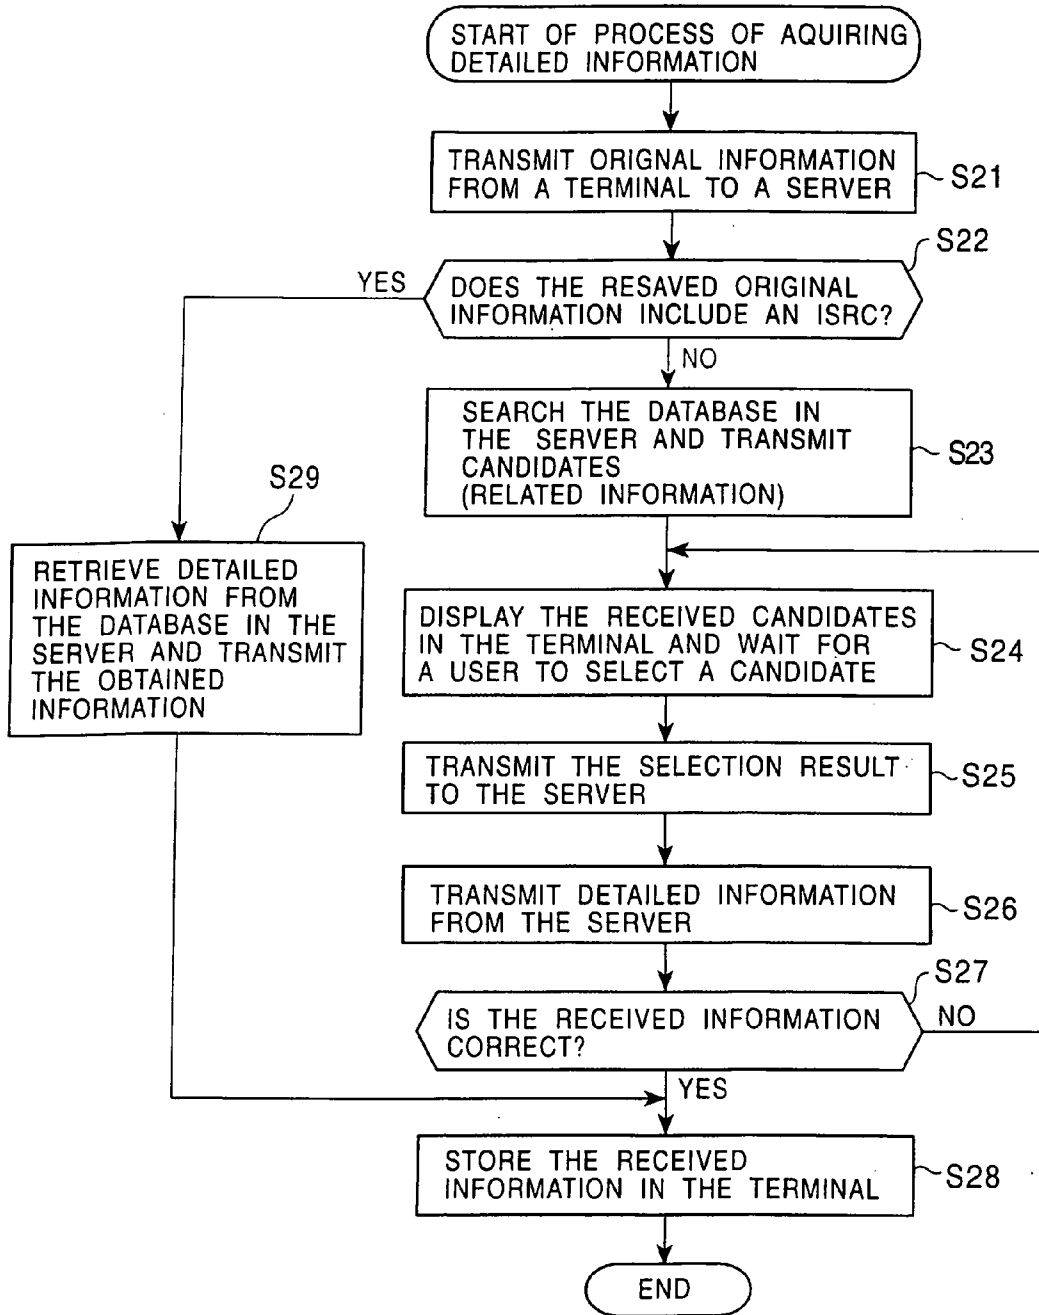 START OF PROCESS OF AQUIRING
DETAILED INFORMATION
TRANSMIT ORIGNAL INFORMATION
FROM A TERMINAL TO A SERVER
S21
S22
YES
DOES THE RESAVED ORIGINAL
INFORMATION INCLUDE AN ISRC?
NO
SEARCH THE DATABASE IN
THE SERVER AND TRANSMIT
CANDIDATES
(RELATED INFORMATION)
S23
S29
RETRIEVE DETAILED
INFORMATION FROM
THE DATABASE IN THE
SERVER AND TRANSMIT
THE OBTAINED
INFORMATION
DISPLAY THE RECEIVED CANDIDATES
IN THE TERMINAL AND WAIT FOR
A USER TO SELECT A CANDIDATE
S24
TRANSMIT THE SELECTION RESULT
TO THE SERVER
S25
TRANSMIT DETAILED INFORMATION
FROM THE SERVER
S26
S27
IS THE RECEIVED INFORMATION
CORRECT?
NO
YES
STORE THE RECEIVED
INFORMATION IN THE TERMINAL
S28
END